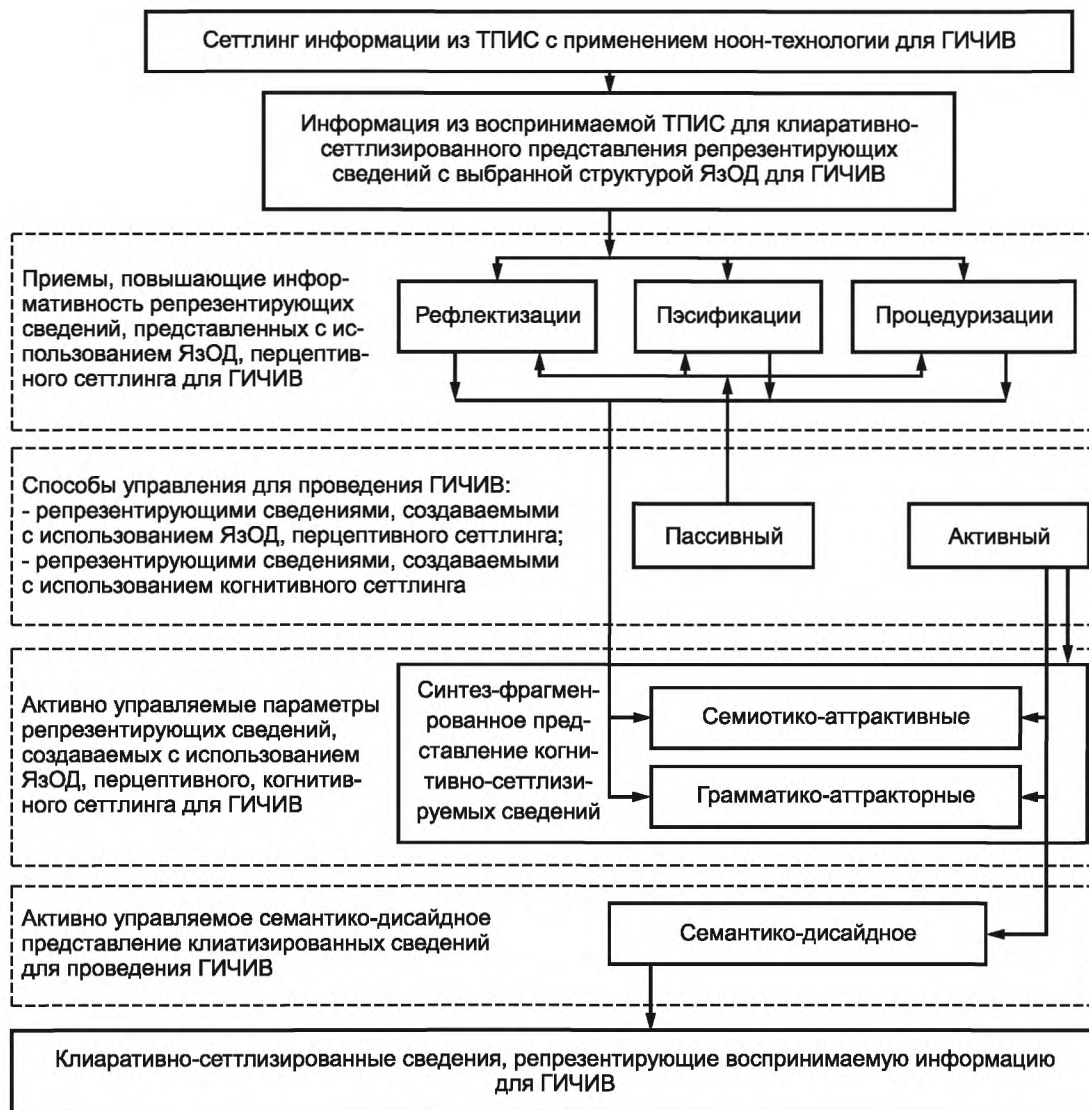 Сеттлинг информации из ТПИС с применением ноон-технологии для ГИЧИВ
Информация из воспринимаемой ТПИС для клиаративно-
сеттлизированного представления репрезентирующих
сведений с выбранной структурой ЯзОД для ГИЧИВ
Приемы, повышающие инфор-
мативность репрезентирующих
сведений, представленных с ис-
пользованием ЯзОД, перцептив-
ного сеттлинга для ГИЧИВ
Рефлектизации
Пэсификации
Процедуризации
Способы управления для проведения ГИЧИВ:
- репрезентирующими сведениями, создаваемыми
с использованием ЯзОД, перцептивного сеттлинга;
- репрезентирующими сведениями, создаваемыми
с использованием когнитивного сеттлинга
Пассивный
Активный
Активно управляемые параметры
репрезентирующих сведений,
создаваемых с использованием
ЯзОД, перцептивного, когнитив-
ного сеттлинга для ГИЧИВ
Синтез-фрагмен-
рованное пред-
ставление когни-
тивно-сеттлизи-
руемых сведений
Семиотико-аттрактивные
Грамматико-аттракторные
Активно управляемое семантико-дисайдное
представление клиатизированных сведений
для проведения ГИЧИВ
Семантико-дисайдное
Клиаративно-сеттлизированные сведения, репрезентирующие воспринимаемую информацию
для ГИЧИВ